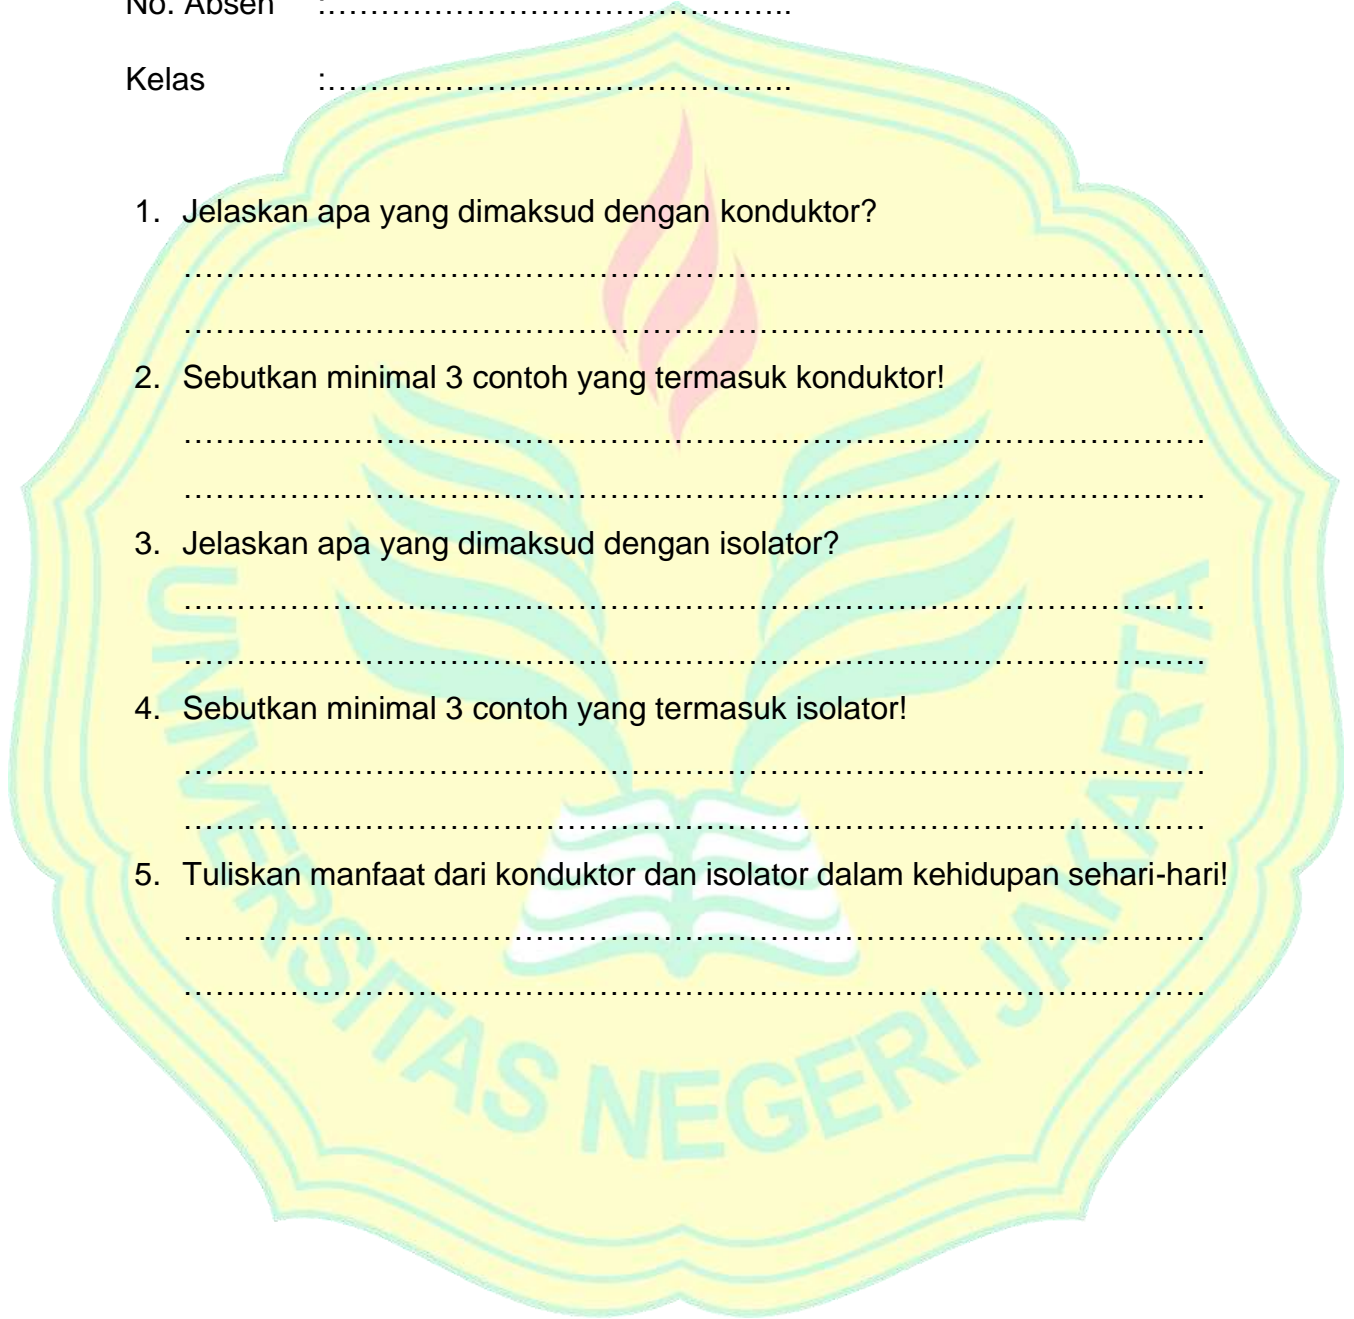 No. Absen :……………………………………..
Kelas :……………………………………..
1. Jelaskan apa yang dimaksud dengan konduktor?
……………………………………………………………………………………
……………………………………………………………………………………
2. Sebutkan minimal 3 contoh yang termasuk konduktor!
……………………………………………………………………………………
……………………………………………………………………………………
3. Jelaskan apa yang dimaksud dengan isolator?
……………………………………………………………………………………
……………………………………………………………………………………
4. Sebutkan minimal 3 contoh yang termasuk isolator!
……………………………………………………………………………………
……………………………………………………………………………………
5. Tuliskan manfaat dari konduktor dan isolator dalam kehidupan sehari-hari!
……………………………………………………………………………………
……………………………………………………………………………………
UNIVERSITAS NEGERI JAKARTA